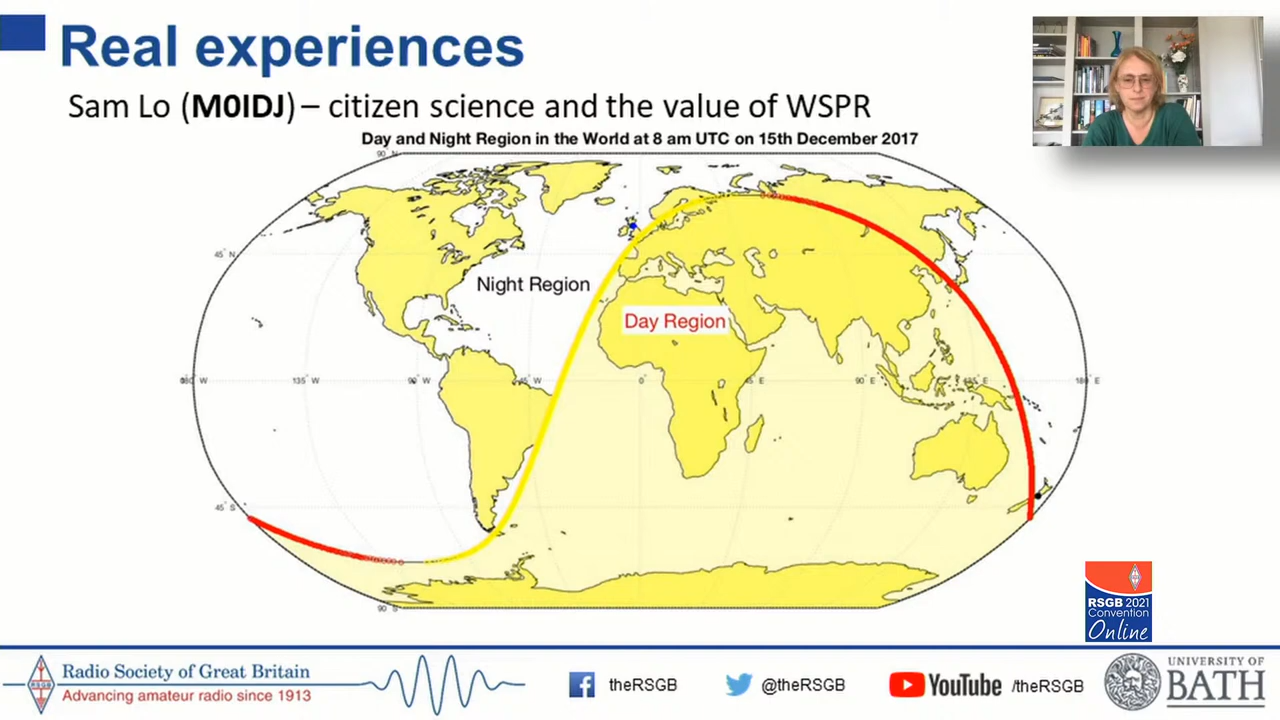 Real experiences
Sam Lo (M0IDJ) – citizen science and the value of WSPR
Day and Night Region in the World at 8 am UTC on 15th December 2017
90° N
45° N
Night Region
Day Region
180° W
135° W
90° W
45° W
0°
45° E
90° E
135° E
180° E
45° S
90° S
RSGB 2021
Convention
Online
RSGB
Radio Society of Great Britain
Advancing amateur radio since 1913
theRSGB
@theRSGB
YouTube /theRSGB
UNIVERSITY OF
BATH